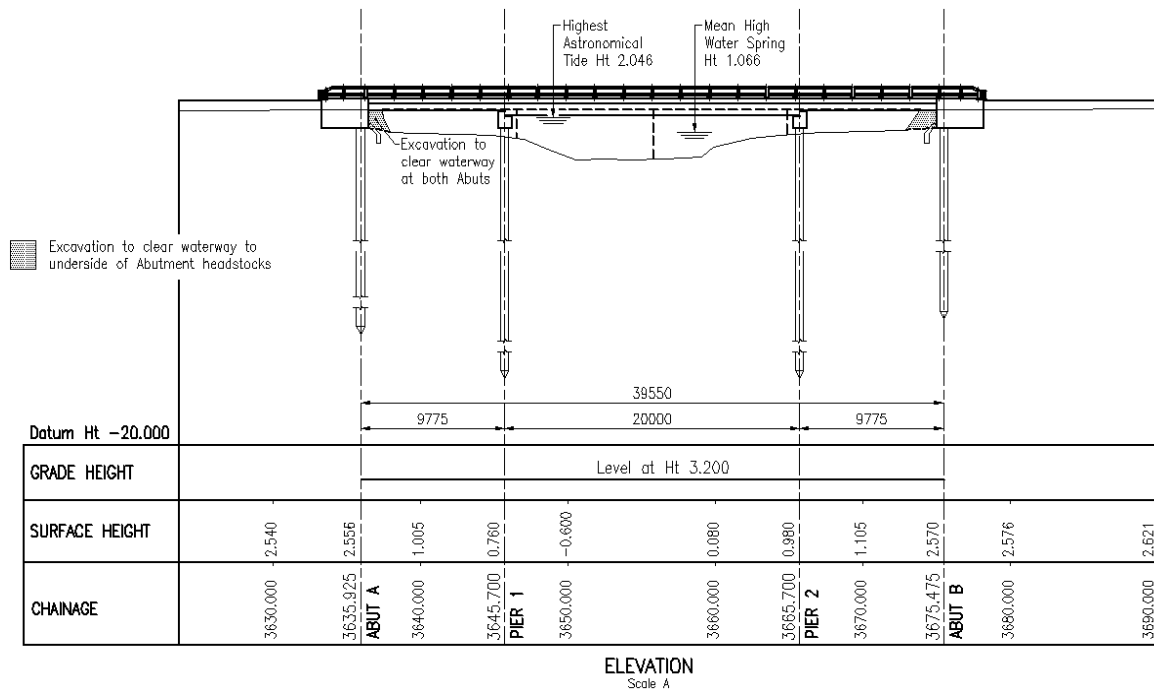 Highest
Astronomical
Tide Ht 2.046
Mean High
Water Spring
Ht 1.066
Excavation to
clear waterway
at both Abuts
Excavation to clear waterway to
underside of Abutment headstocks
39550
9775
20000
9775
Datum Ht -20.000
GRADE HEIGHT
Level at Ht 3.200
SURFACE HEIGHT
2.540
2.556
1.005
0.760
-0.600
0.080
0.980
1.105
2.570
2.576
2.621
CHAINAGE
3630.000
3635.925
ABUT A
3640.000
3645.700
PIER 1
3650.000
3660.000
3665.700
PIER 2
3670.000
3675.475
ABUT B
3680.000
3690.000
ELEVATION
Scale A